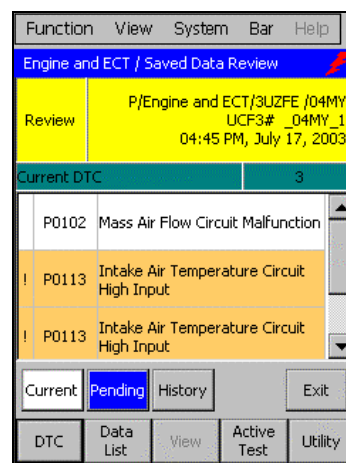 Function View System Bar Help
Engine and ECT / Saved Data Review
Review
P/Engine and ECT/3UZFE /04MY
UCF3# _04MY_1
04:45 PM, July 17, 2003
Current DTC 3
P0102 Mass Air Flow Circuit Malfunction
! P0113 Intake Air Temperature Circuit
High Input
! P0113 Intake Air Temperature Circuit
High Input
Current Pending History Exit
DTC Data List View Active Test Utility